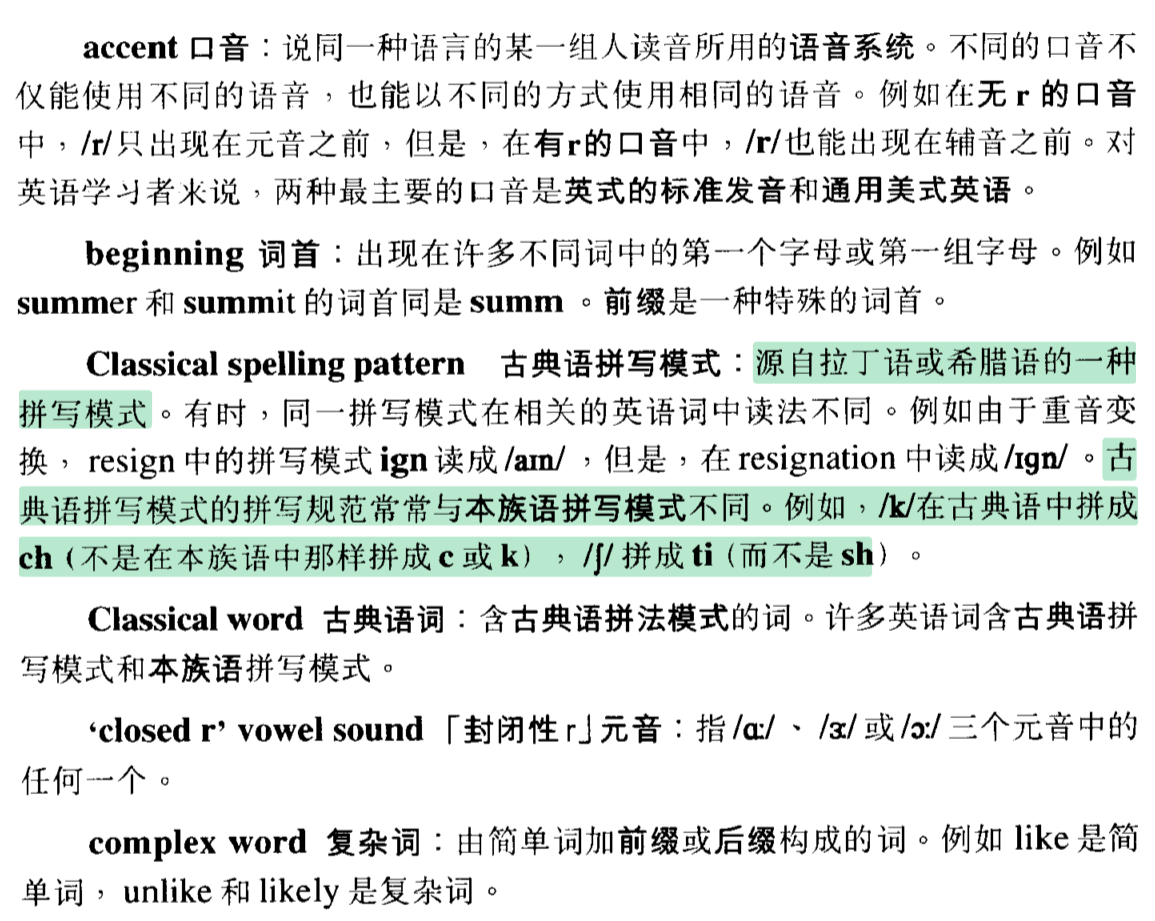 accent 口音：说同一种语言的某一组人读音所用的语音系统。不同的口音不
仅能使用不同的语音，也能以不同的方式使用相同的语音。例如在无 r 的口音
中，/r/只出现在元音之前，但是，在有r的口音中，/r/也能出现在辅音之前。对
英语学习者来说，两种最主要的口音是英式的标准发音和通用美式英语。
beginning 词首：出现在许多不同词中的第一个字母或第一组字母。例如
summer 和 summit 的词首同是 summ 。前缀是一种特殊的词首。
Classical spelling pattern 古典语拼写模式：源自拉丁语或希腊语的一种
拼写模式。有时，同一拼写模式在相关的英语词中读法不同。例如由于重音变
换，resign 中的拼写模式 ign 读成 /aɪn/，但是，在 resignation 中读成 /ɪgn/ 。古
典语拼写模式的拼写规范常常与本族语拼写模式不同。例如，/k/在古典语中拼成
ch（不是在本族语中那样拼成 c 或 k），/ʃ/ 拼成 ti（而不是 sh）。
Classical word 古典语词：含古典语拼法模式的词。许多英语词含古典语拼
写模式和本族语拼写模式。
‘closed r’ vowel sound 「封闭性 r」元音：指 /ɑː/ 、 /ɜː/ 或 /ɔː/ 三个元音中的
任何一个。
complex word 复杂词：由简单词加前缀或后缀构成的词。例如 like 是简
单词，unlike 和 likely 是复杂词。